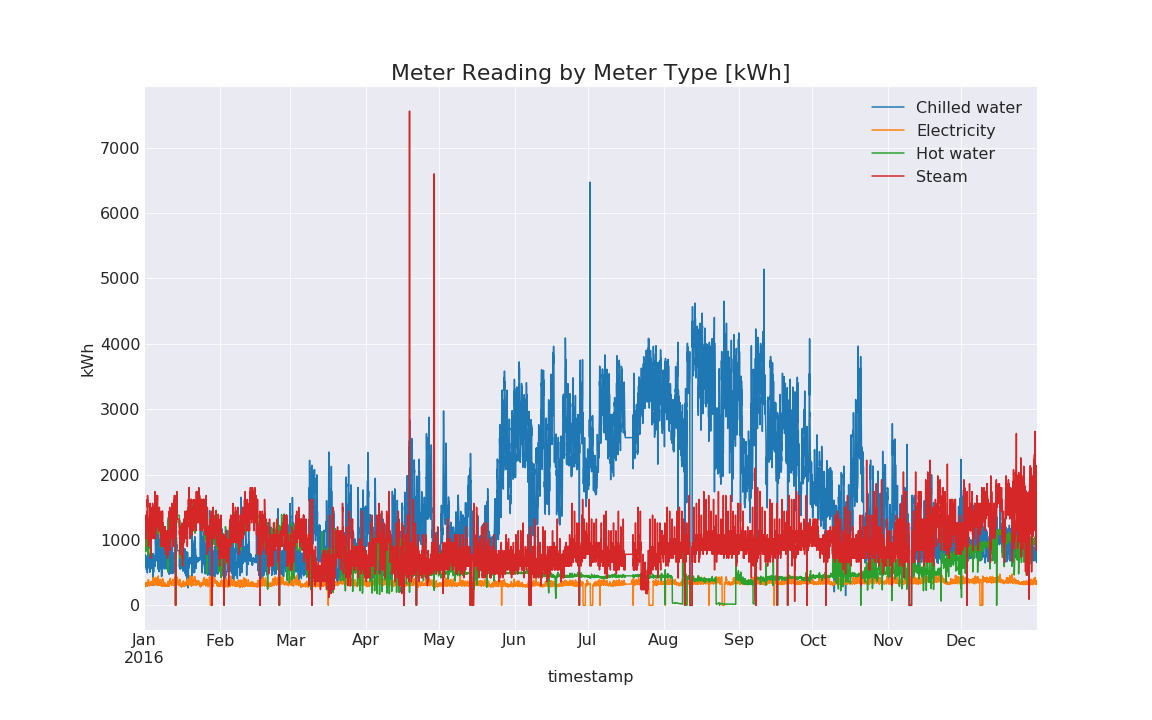 Meter Reading by Meter Type [kWh]
Chilled water
Electricity
Hot water
Steam
kWh
7000
6000
5000
4000
3000
2000
1000
0
Jan Feb Mar Apr May Jun Jul Aug Sep Oct Nov Dec
2016
timestamp